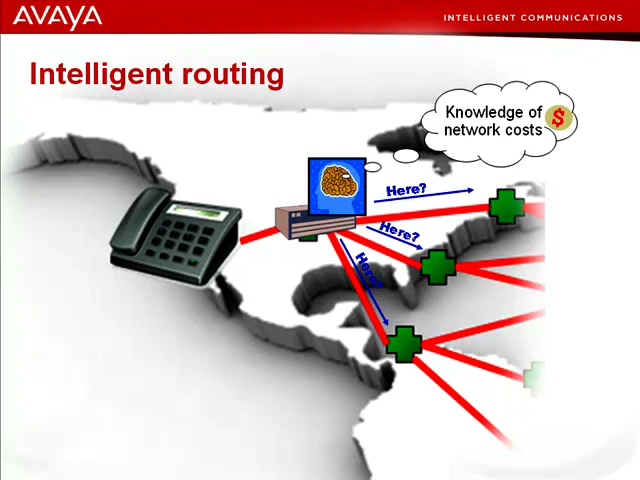 AVAYA
INTELLIGENT COMMUNICATIONS
Intelligent routing
Knowledge of
network costs
$
Here?
Here?
Here?